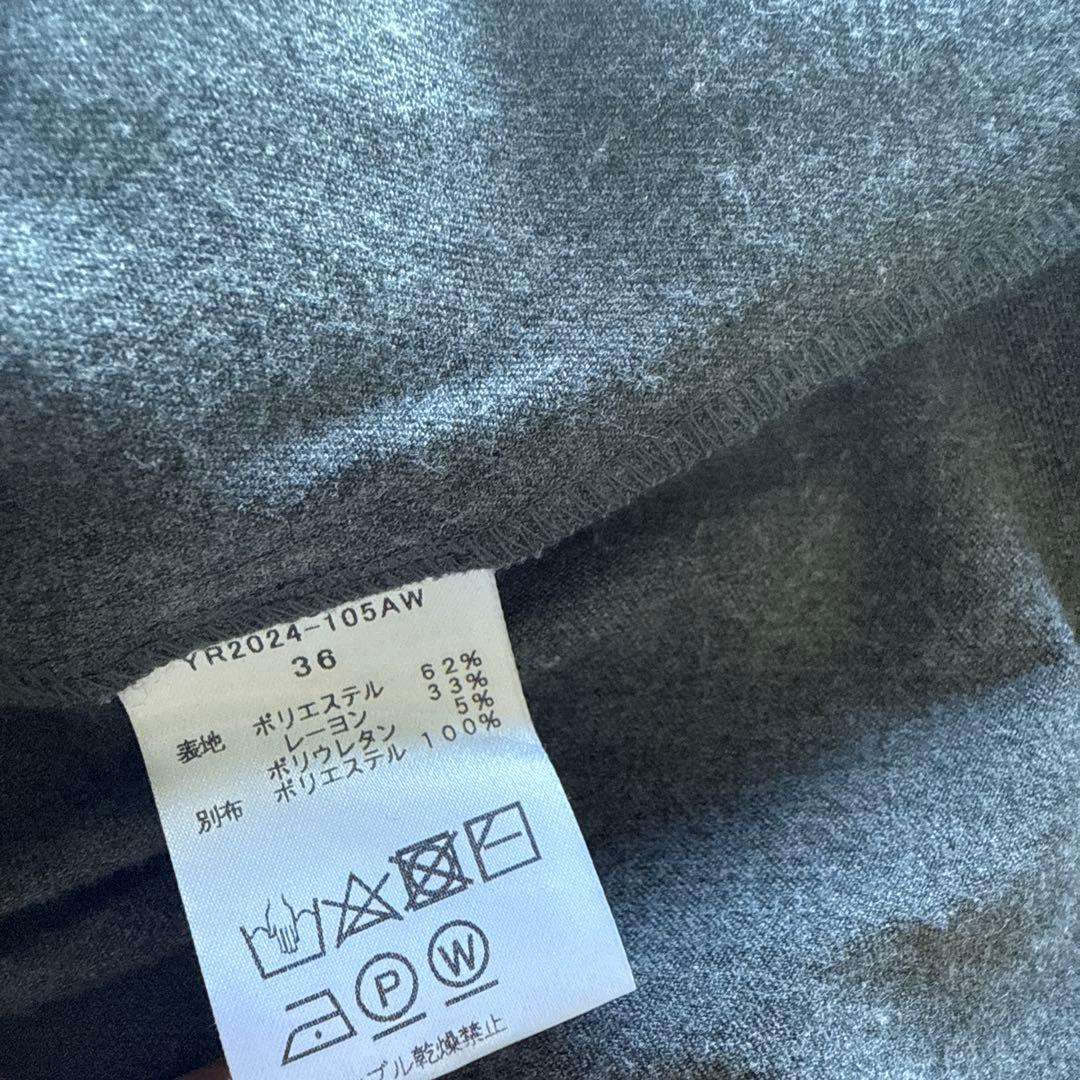 YR2024-105AW
36
表地 ポリエステル 62%
レーヨン 33%
ポリウレタン 5%
別布 ポリエステル 100%
P W
ブル乾燥禁止